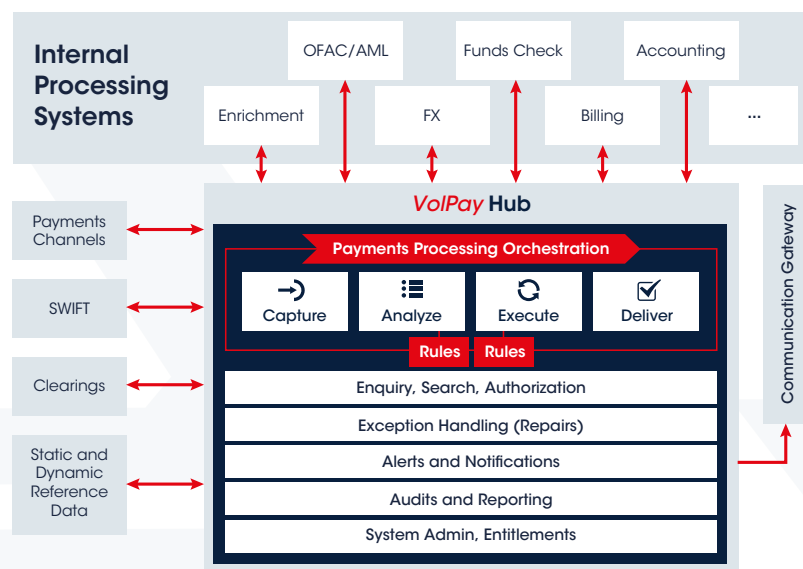 Internal
Processing
Systems
OFAC/AML
Funds Check
Accounting
Enrichment
FX
Billing
...
VolPay Hub
Payments
Channels
SWIFT
Clearings
Static and
Dynamic
Reference
Data
Payments Processing Orchestration
Capture
Analyze
Execute
Deliver
Rules
Rules
Enquiry, Search, Authorization
Exception Handling (Repairs)
Alerts and Notifications
Audits and Reporting
System Admin, Entitlements
Communication Gateway